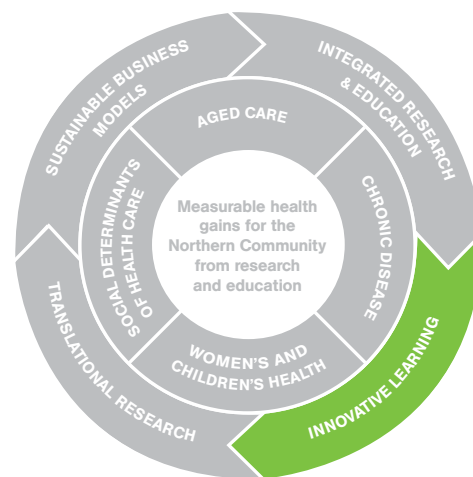 SUSTAINABLE BUSINESS
MODELS
INTEGRATED RESEARCH
& EDUCATION
AGED CARE
SOCIAL DETERMINANTS
OF HEALTH CARE
Measurable health
gains for the
Northern Community
from research
and education
CHRONIC DISEASE
WOMEN'S AND
CHILDREN'S HEALTH
TRANSLATIONAL RESEARCH
INNOVATIVE LEARNING